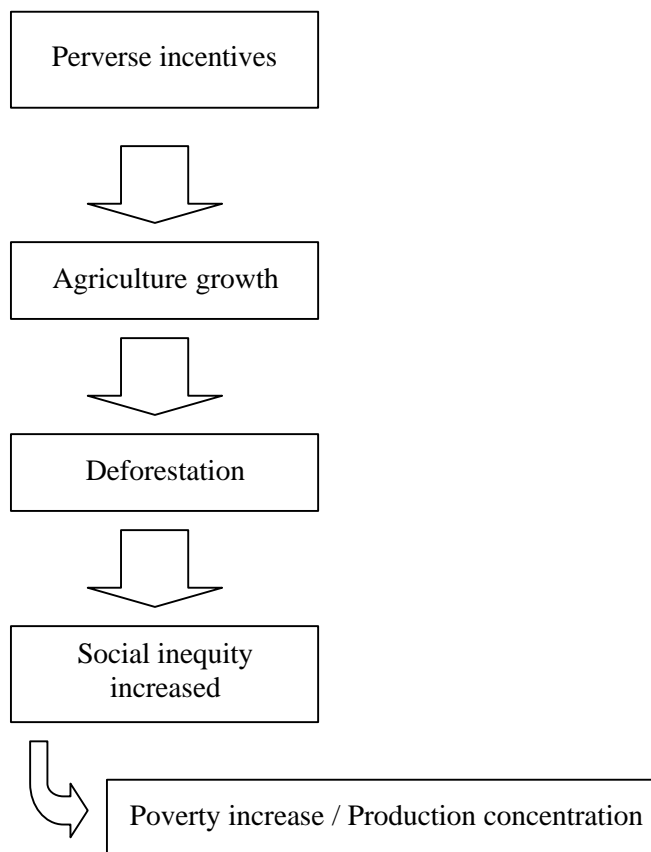 Perverse incentives
Agriculture growth
Deforestation
Social inequity
increased
Poverty increase / Production concentration